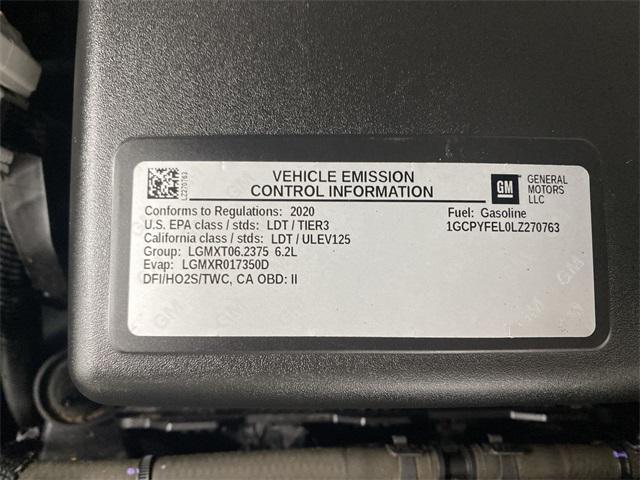 VEHICLE EMISSION
CONTROL INFORMATION
LZ270763
GM
GENERAL
MOTORS
LLC
Conforms to Regulations: 2020
U.S. EPA class / stds: LDT / TIER3
California class / stds: LDT / ULEV125
Group: LGMXT06.2375 6.2L
Evap: LGMXR017350D
DFI/HO2S/TWC, CA OBD: II
Fuel: Gasoline
1GCPYFEL0LZ270763